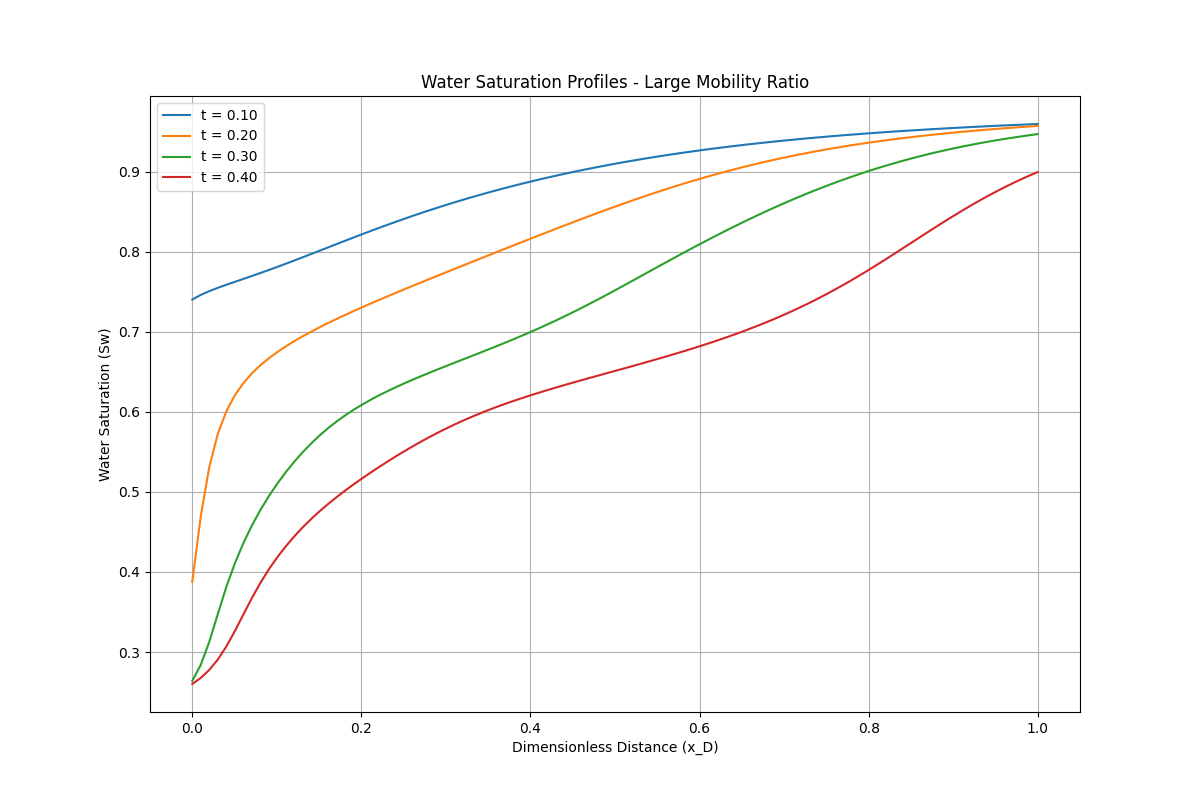 Water Saturation Profiles - Large Mobility Ratio
t = 0.10
t = 0.20
t = 0.30
t = 0.40
Water Saturation (Sw)
0.9
0.8
0.7
0.6
0.5
0.4
0.3
0.0 0.2 0.4 0.6 0.8 1.0
Dimensionless Distance (x_D)